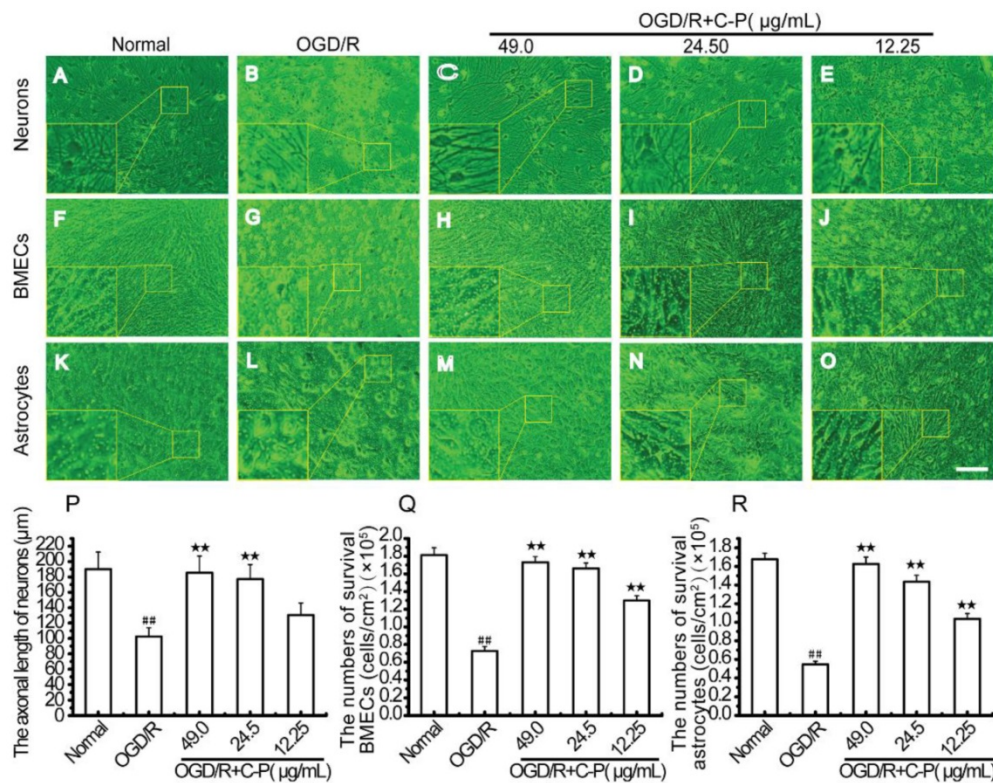 OGD/R+C-P( µg/mL)
Normal OGD/R 49.0 24.50 12.25
Neurons
A B C D E
BMECs
F G H I J
Astrocytes
K L M N O
P Q R
The axonal length of neurons (µm)
220
200
180
160
140
120
100
80
60
40
20
0
##
★★
★★
Normal OGD/R 49.0 24.5 12.25
OGD/R+C-P( µg/mL)
The numbers of survival
BMECs (cells/cm²) (×10⁵)
2.0
1.8
1.6
1.4
1.2
1.0
0.8
0.6
0.4
0.2
0.0
##
★★
★★
★★
Normal OGD/R 49.0 24.5 12.25
OGD/R+C-P( µg/mL)
The numbers of survival
astrocytes (cells/cm²) (×10⁵)
1.8
1.6
1.4
1.2
1.0
0.8
0.6
0.4
0.2
0.0
##
★★
★★
★★
Normal OGD/R 49.0 24.5 12.25
OGD/R+C-P( µg/mL)